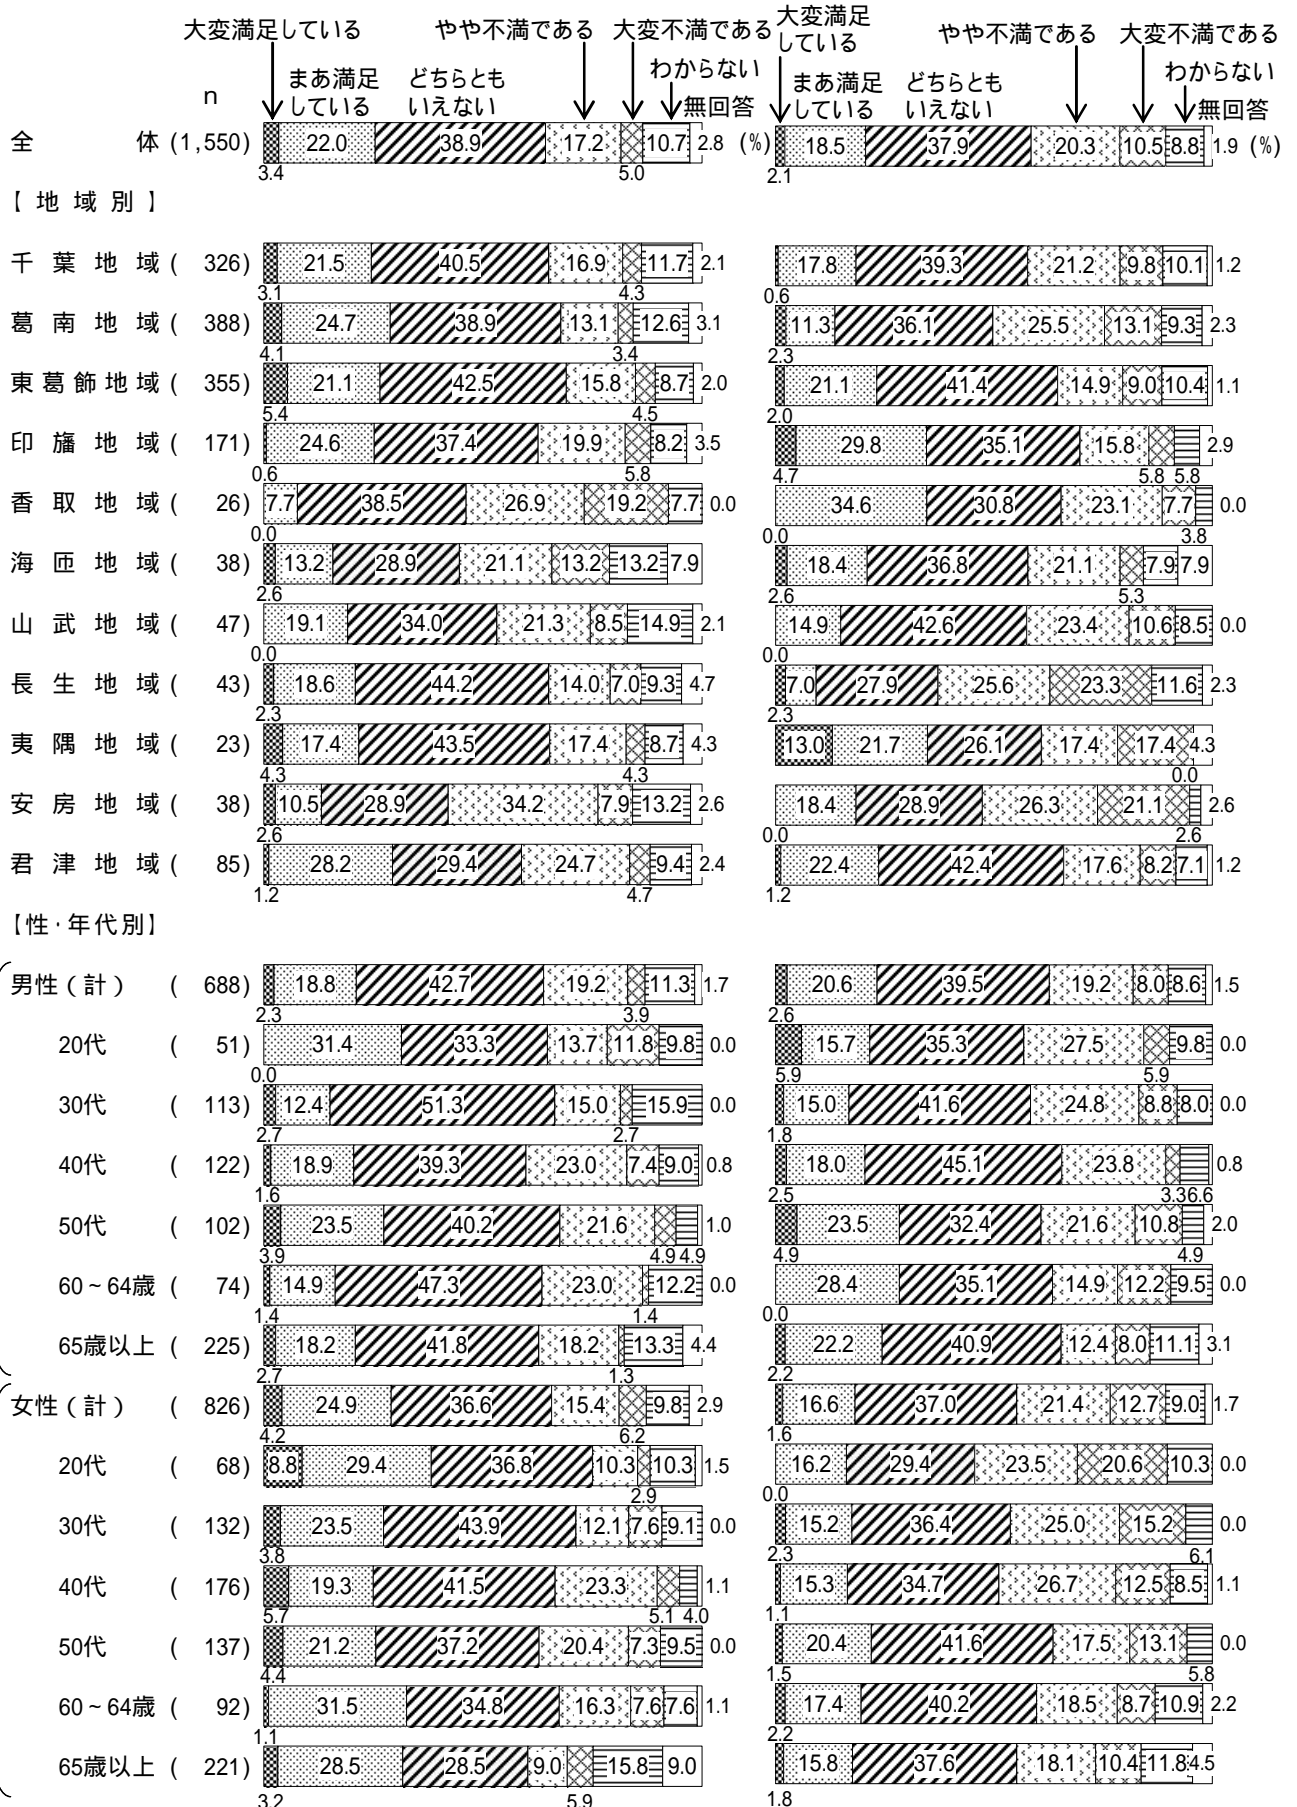 大変満足している やや不満である 大変不満である 大変満足している やや不満である 大変不満である
まあ満足している どちらともいえない わからない まあ満足している どちらともいえない わからない
n 無回答 無回答
全体 (1,550) 22.0 38.9 17.2 10.7 2.8 (%) 18.5 37.9 20.3 10.5 8.8 1.9 (%)
3.4 5.0 2.1
【地域別】
千葉地域 ( 326) 21.5 40.5 16.9 11.7 2.1 17.8 39.3 21.2 9.8 10.1 1.2
3.1 4.3 0.6
葛南地域 ( 388) 24.7 38.9 13.1 12.6 3.1 11.3 36.1 25.5 13.1 9.3 2.3
4.1 3.4 2.3
東葛飾地域 ( 355) 21.1 42.5 15.8 8.7 2.0 21.1 41.4 14.9 9.0 10.4 1.1
5.4 4.5 2.0
印旛地域 ( 171) 24.6 37.4 19.9 8.2 3.5 29.8 35.1 15.8 2.9
0.6 5.8 4.7 5.8 5.8
香取地域 ( 26) 7.7 38.5 26.9 19.2 7.7 0.0 34.6 30.8 23.1 7.7 0.0
0.0 0.0 3.8
海匝地域 ( 38) 13.2 28.9 21.1 13.2 13.2 7.9 18.4 36.8 21.1 7.9 7.9
2.6 2.6 5.3
山武地域 ( 47) 19.1 34.0 21.3 8.5 14.9 2.1 14.9 42.6 23.4 10.6 8.5 0.0
0.0 0.0
長生地域 ( 43) 18.6 44.2 14.0 7.0 9.3 4.7 7.0 27.9 25.6 23.3 11.6 2.3
2.3 2.3
夷隅地域 ( 23) 17.4 43.5 17.4 8.7 4.3 13.0 21.7 26.1 17.4 17.4 4.3
4.3 4.3 0.0
安房地域 ( 38) 10.5 28.9 34.2 7.9 13.2 2.6 18.4 28.9 26.3 21.1 2.6
2.6 0.0 2.6
君津地域 ( 85) 28.2 29.4 24.7 9.4 2.4 22.4 42.4 17.6 8.2 7.1 1.2
1.2 4.7 1.2
【性・年代別】
男性(計) ( 688) 18.8 42.7 19.2 11.3 1.7 20.6 39.5 19.2 8.0 8.6 1.5
2.3 3.9 2.6
20代 ( 51) 31.4 33.3 13.7 11.8 9.8 0.0 15.7 35.3 27.5 9.8 0.0
0.0 5.9 5.9
30代 ( 113) 12.4 51.3 15.0 15.9 0.0 15.0 41.6 24.8 8.8 8.0 0.0
2.7 2.7 1.8
40代 ( 122) 18.9 39.3 23.0 7.4 9.0 0.8 18.0 45.1 23.8 0.8
1.6 2.5 3.3 6.6
50代 ( 102) 23.5 40.2 21.6 1.0 23.5 32.4 21.6 10.8 2.0
3.9 4.9 4.9 4.9 4.9
60~64歳 ( 74) 14.9 47.3 23.0 12.2 0.0 28.4 35.1 14.9 12.2 9.5 0.0
1.4 1.4 0.0
65歳以上 ( 225) 18.2 41.8 18.2 13.3 4.4 22.2 40.9 12.4 8.0 11.1 3.1
2.7 1.3 2.2
女性(計) ( 826) 24.9 36.6 15.4 9.8 2.9 16.6 37.0 21.4 12.7 9.0 1.7
4.2 6.2 1.6
20代 ( 68) 8.8 29.4 36.8 10.3 10.3 1.5 16.2 29.4 23.5 20.6 10.3 0.0
2.9 0.0
30代 ( 132) 23.5 43.9 12.1 7.6 9.1 0.0 15.2 36.4 25.0 15.2 0.0
3.8 2.3 6.1
40代 ( 176) 19.3 41.5 23.3 1.1 15.3 34.7 26.7 12.5 8.5 1.1
5.7 5.1 4.0 1.1
50代 ( 137) 21.2 37.2 20.4 7.3 9.5 0.0 20.4 41.6 17.5 13.1 0.0
4.4 1.5 5.8
60~64歳 ( 92) 31.5 34.8 16.3 7.6 7.6 1.1 17.4 40.2 18.5 8.7 10.9 2.2
1.1 2.2
65歳以上 ( 221) 28.5 28.5 9.0 15.8 9.0 15.8 37.6 18.1 10.4 11.8 4.5
3.2 5.9 1.8